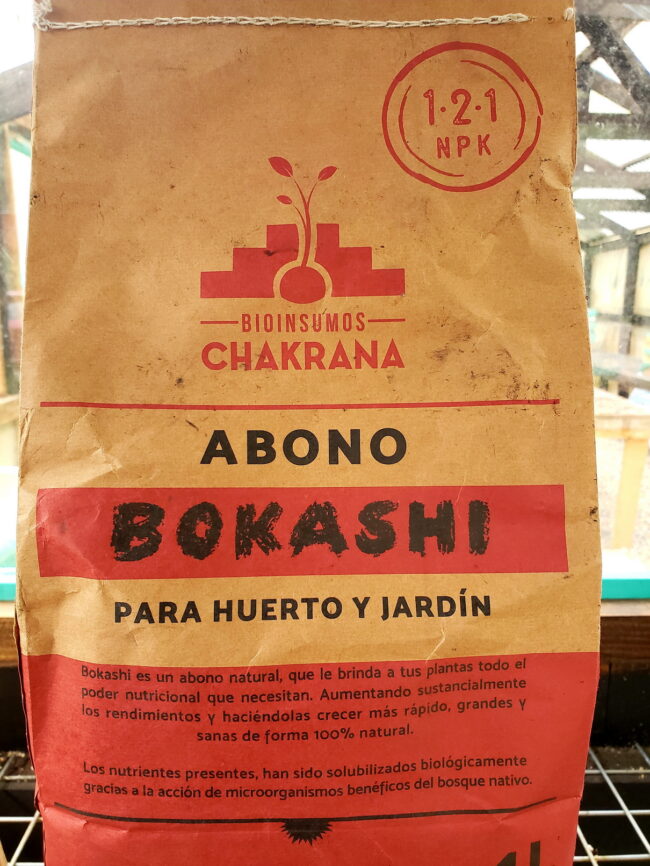 1·2·1
NPK
BIOINSUMOS
CHAKRANA
ABONO
BOKASHI
PARA HUERTO Y JARDÍN
Bokashi es un abono natural, que le brinda a tus plantas todo el
poder nutricional que necesitan. Aumentando sustancialmente
los rendimientos y haciéndolas crecer más rápido, grandes y
sanas de forma 100% natural.
Los nutrientes presentes, han sido solubilizados biológicamente
gracias a la acción de microorganismos benéficos del bosque nativo.